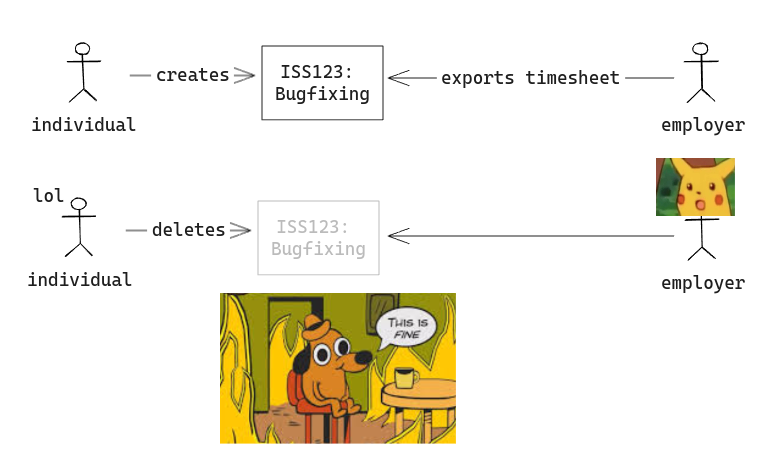 creates
ISS123:
Bugfixing
exports timesheet
individual
employer
lol
deletes
ISS123:
Bugfixing
individual
employer
THIS IS
FINE